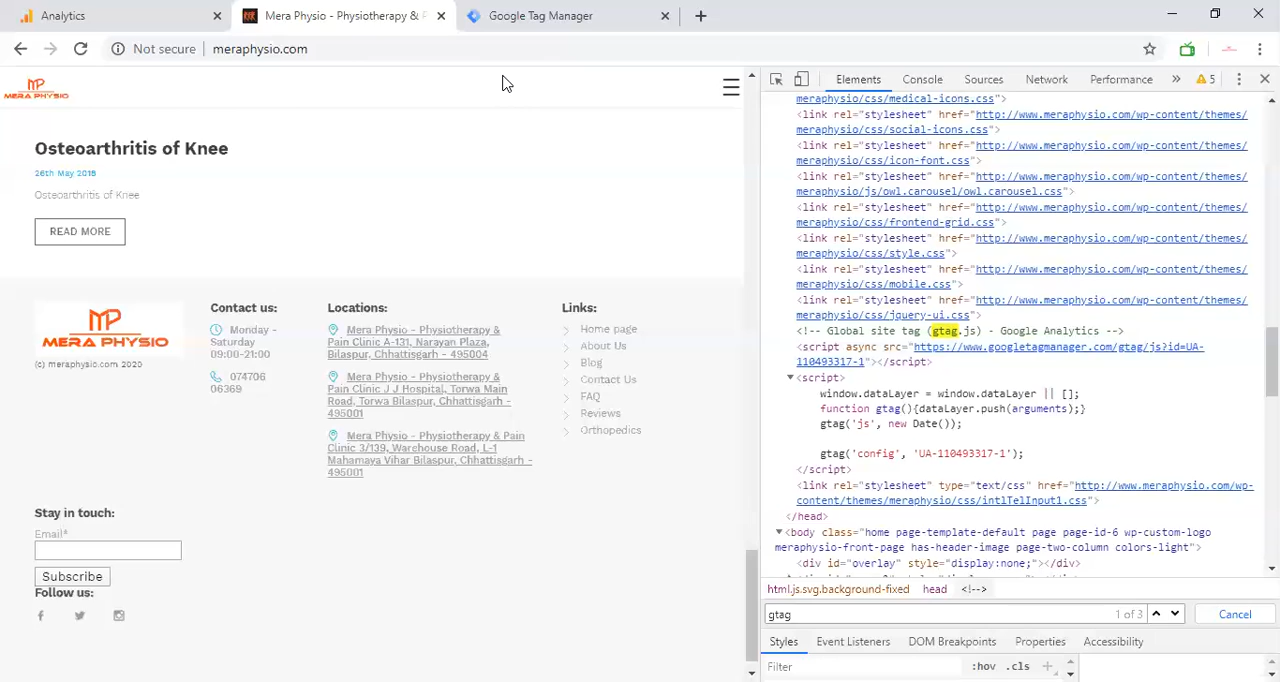 Analytics
Mera Physio - Physiotherapy & P
Google Tag Manager
Not secure
meraphysio.com
MP
MERA PHYSIO
Osteoarthritis of Knee
26th May 2018
Osteoarthritis of Knee
READ MORE
MP
MERA PHYSIO
(c) meraphysio.com 2020
Contact us:
Monday -
Saturday
09:00-21:00
074706
06369
Locations:
Mera Physio - Physiotherapy &
Pain Clinic A-131, Narayan Plaza,
Bilaspur, Chhattisgarh - 495004
Mera Physio - Physiotherapy &
Pain Clinic J J Hospital, Torwa Main
Road, Torwa Bilaspur, Chhattisgarh -
495001
Mera Physio - Physiotherapy & Pain
Clinic 3/139, Warehouse Road, L-1
Mahamaya Vihar Bilaspur, Chhattisgarh -
495001
Links:
Home page
About Us
Blog
Contact Us
FAQ
Reviews
Orthopedics
Stay in touch:
Email*
Subscribe
Follow us:
Elements
Console
Sources
Network
Performance
5
meraphysio/css/medical-icons.css">
<link rel="stylesheet" href="http://www.meraphysio.com/wp-content/themes/
meraphysio/css/social-icons.css">
<link rel="stylesheet" href="http://www.meraphysio.com/wp-content/themes/
meraphysio/css/icon-font.css">
<link rel="stylesheet" href="http://www.meraphysio.com/wp-content/themes/
meraphysio/js/owl.carousel/owl.carousel.css">
<link rel="stylesheet" href="http://www.meraphysio.com/wp-content/themes/
meraphysio/css/frontend-grid.css">
<link rel="stylesheet" href="http://www.meraphysio.com/wp-content/themes/
meraphysio/css/style.css">
<link rel="stylesheet" href="http://www.meraphysio.com/wp-content/themes/
meraphysio/css/mobile.css">
<link rel="stylesheet" href="http://www.meraphysio.com/wp-content/themes/
meraphysio/css/jquery-ui.css">
<!-- Global site tag (gtag.js) - Google Analytics -->
<script async src="https://www.googletagmanager.com/gtag/js?id=UA-
110493317-1"></script>
<script>
window.dataLayer = window.dataLayer || [];
function gtag(){dataLayer.push(arguments);}
gtag('js', new Date());
gtag('config', 'UA-110493317-1');
</script>
<link rel="stylesheet" type="text/css" href="http://www.meraphysio.com/wp-
content/themes/meraphysio/css/intlTelInput1.css">
</head>
<body class="home page-template-default page page-id-6 wp-custom-logo
meraphysio-front-page has-header-image page-two-column colors-light">
<div id="overlay" style="display:none;"></div>
html.js.svg.background-fixed
head
<!-->
gtag
1 of 3
Cancel
Styles
Event Listeners
DOM Breakpoints
Properties
Accessibility
Filter
:hov
.cls